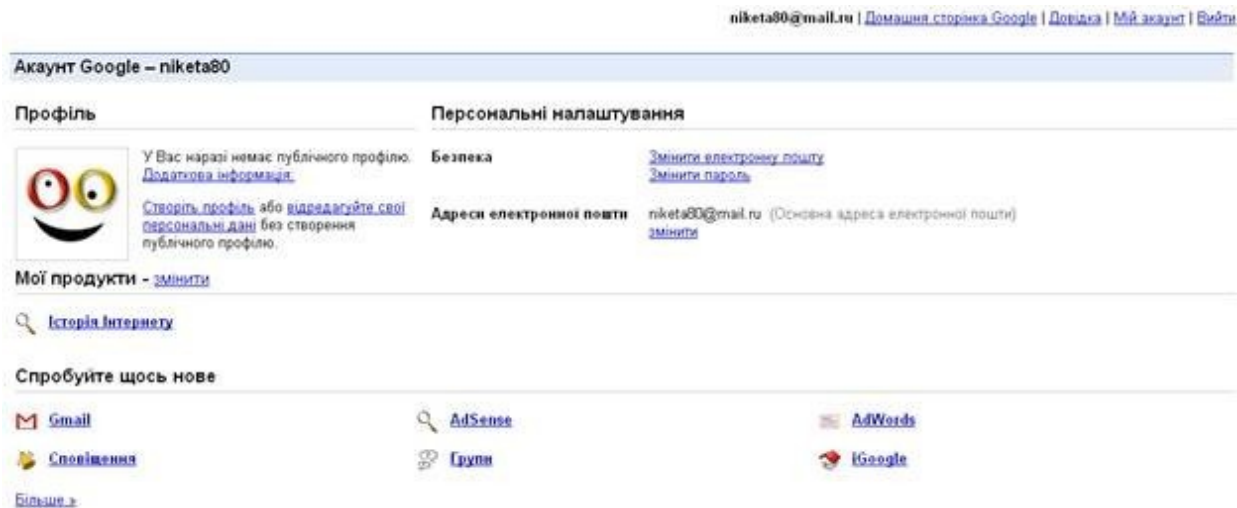 niketa80@mail.ru | Домашня сторінка Google | Довідка | Мій акаунт | Вийти
Акаунт Google – niketa80
Профіль
У Вас наразі немає публічного профілю.
Додаткова інформація.
Створіть профіль або відредагуйте свої
персональні дані без створення
публічного профілю.
Персональні налаштування
Безпека
Змінити електронну пошту
Змінити пароль
Адреси електронної пошти
niketa80@mail.ru (Основна адреса електронної пошти)
змінити
Мої продукти - змінити
Історія Інтернету
Спробуйте щось нове
Gmail
AdSense
AdWords
Сповіщення
Групи
iGoogle
Більше »